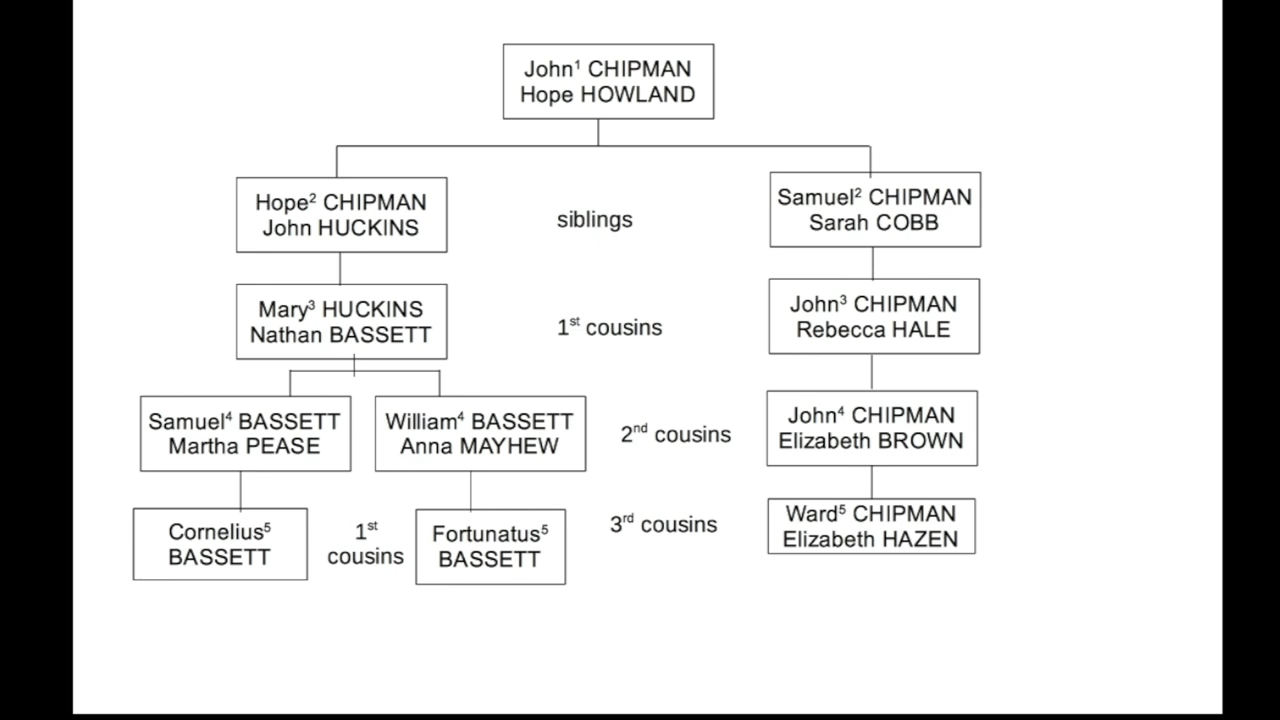 John¹ CHIPMAN
Hope HOWLAND
Hope² CHIPMAN
John HUCKINS
siblings
Samuel² CHIPMAN
Sarah COBB
Mary³ HUCKINS
Nathan BASSETT
1st cousins
John³ CHIPMAN
Rebecca HALE
Samuel⁴ BASSETT
Martha PEASE
William⁴ BASSETT
Anna MAYHEW
2nd cousins
John⁴ CHIPMAN
Elizabeth BROWN
Cornelius⁵
BASSETT
1st
cousins
Fortunatus⁵
BASSETT
3rd cousins
Ward⁵ CHIPMAN
Elizabeth HAZEN